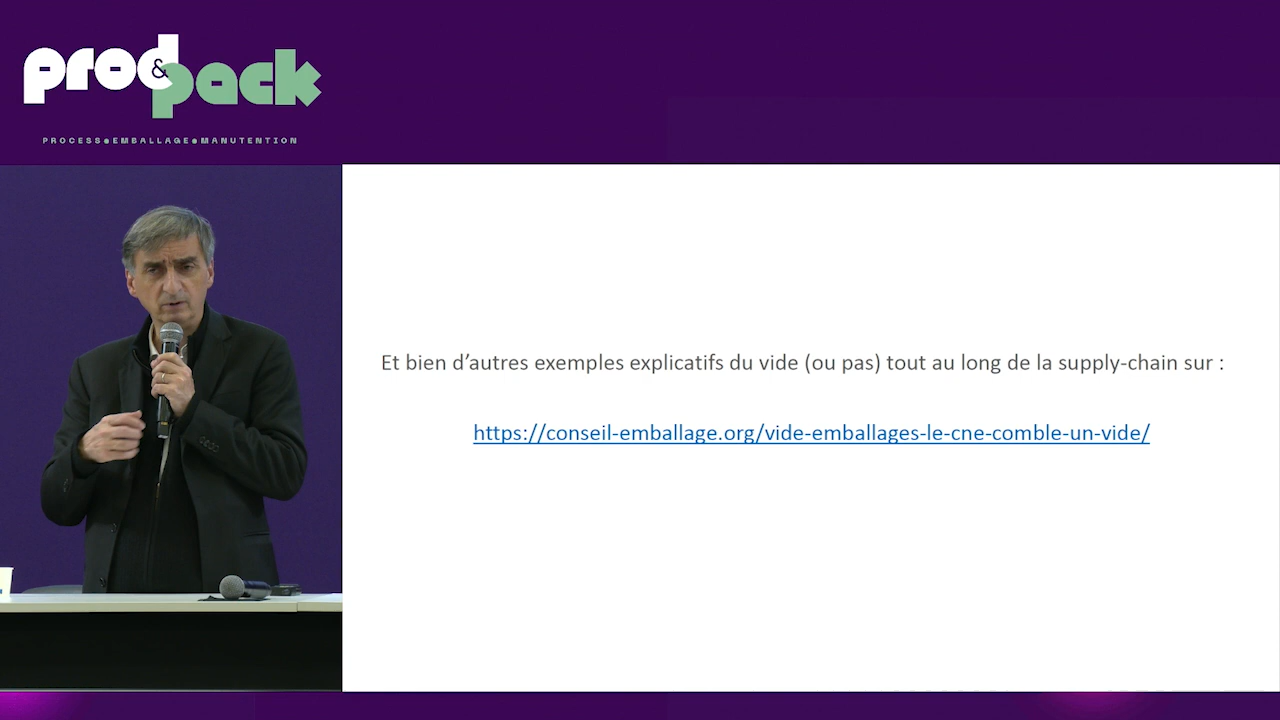 prod&pack
PROCESS●EMBALLAGE●MANUTENTION
Et bien d’autres exemples explicatifs du vide (ou pas) tout au long de la supply-chain sur :
https://conseil-emballage.org/vide-emballages-le-cne-comble-un-vide/